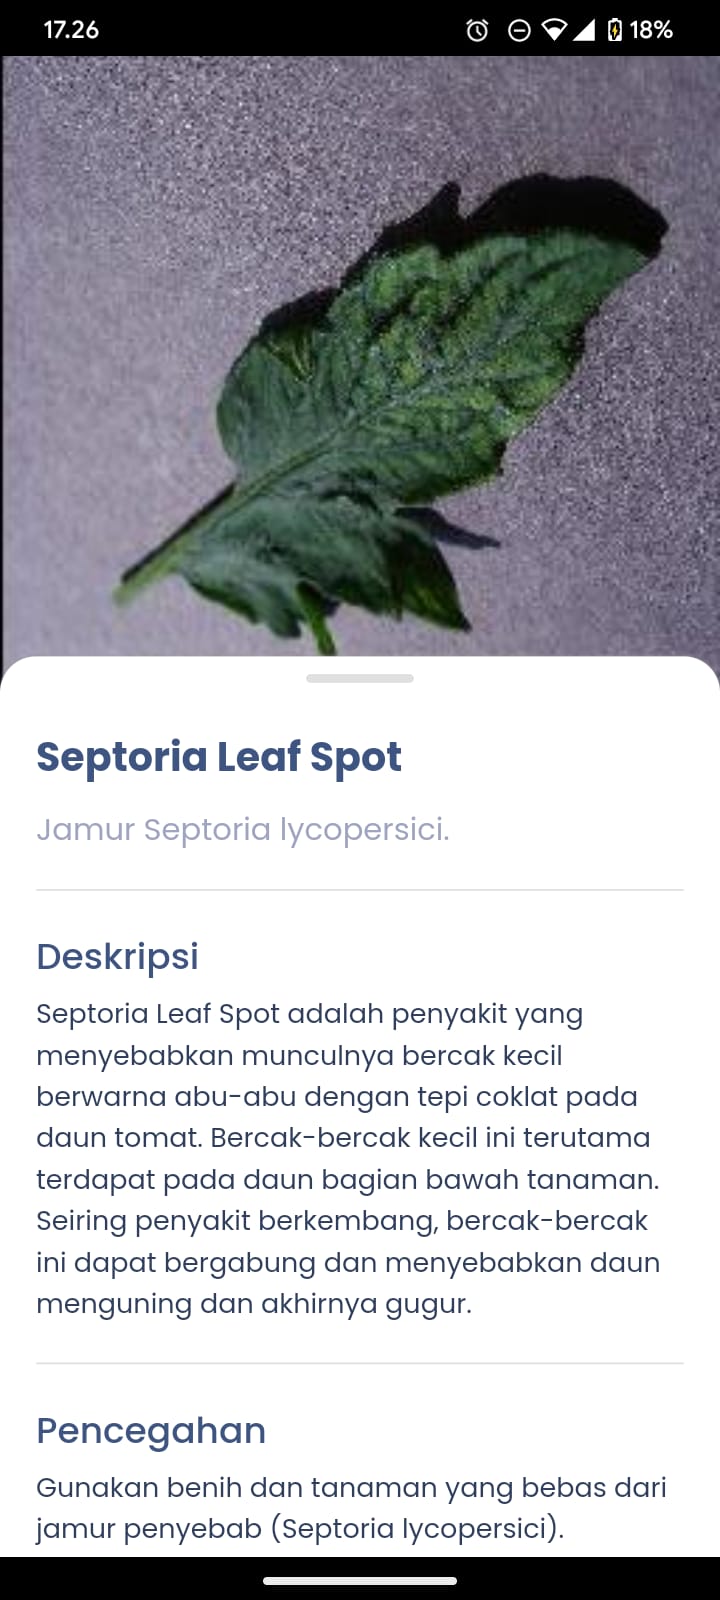 17.26
18%
Septoria Leaf Spot
Jamur Septoria lycopersici.
Deskripsi
Septoria Leaf Spot adalah penyakit yang
menyebabkan munculnya bercak kecil
berwarna abu-abu dengan tepi coklat pada
daun tomat. Bercak-bercak kecil ini terutama
terdapat pada daun bagian bawah tanaman.
Seiring penyakit berkembang, bercak-bercak
ini dapat bergabung dan menyebabkan daun
menguning dan akhirnya gugur.
Pencegahan
Gunakan benih dan tanaman yang bebas dari
jamur penyebab (Septoria lycopersici).